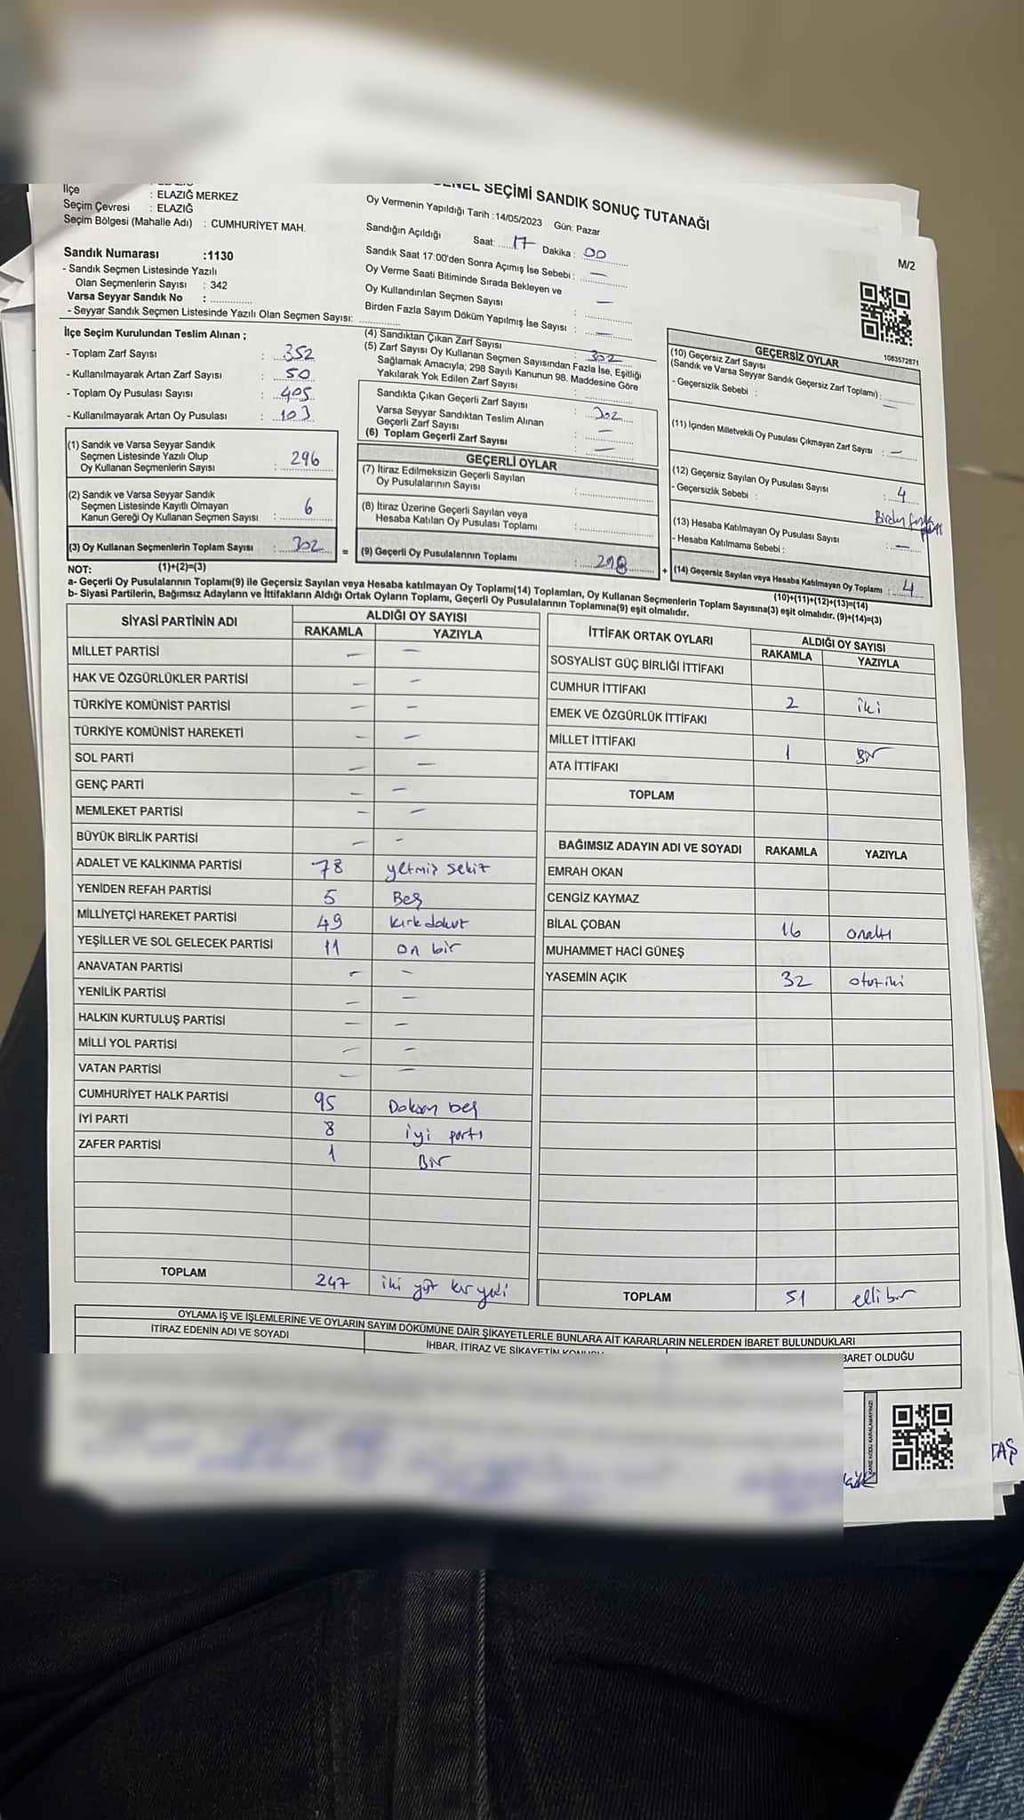 GENEL SEÇİMİ SANDIK SONUÇ TUTANAĞI
İlçe : ELAZIĞ MERKEZ
Seçim Çevresi : ELAZIĞ
Seçim Bölgesi (Mahalle Adı) : CUMHURİYET MAH.
Sandık Numarası :1130
- Sandık Seçmen Listesinde Yazılı
Olan Seçmenlerin Sayısı : 342
Varsa Seyyar Sandık No :
- Seyyar Sandık Seçmen Listesinde Yazılı Olan Seçmen Sayısı:
Oy Vermenin Yapıldığı Tarih :14/05/2023 Gün: Pazar
Sandığın Açıldığı Saat: 17 Dakika : 00
Sandık Saat 17:00'den Sonra Açımış İse Sebebi : —
Oy Verme Saati Bitiminde Sırada Bekleyen ve
Oy Kullandırılan Seçmen Sayısı : —
Birden Fazla Sayım Döküm Yapılmış İse Sayısı : —
M/2
1083572871
İlçe Seçim Kurulundan Teslim Alınan ;
- Toplam Zarf Sayısı : 352
- Kullanılmayarak Artan Zarf Sayısı : 50
- Toplam Oy Pusulası Sayısı : 405
- Kullanılmayarak Artan Oy Pusulası : 103
(1) Sandık ve Varsa Seyyar Sandık
Seçmen Listesinde Yazılı Olup
Oy Kullanan Seçmenlerin Sayısı : 296
(2) Sandık ve Varsa Seyyar Sandık
Seçmen Listesinde Kayıtlı Olmayan
Kanun Gereği Oy Kullanan Seçmen Sayısı : 6
(3) Oy Kullanan Seçmenlerin Toplam Sayısı : 302
(4) Sandıktan Çıkan Zarf Sayısı : 302
(5) Zarf Sayısı Oy Kullanan Seçmen Sayısından Fazla İse, Eşitliği
Sağlamak Amacıyla, 298 Sayılı Kanunun 98. Maddesine Göre
Yakılarak Yok Edilen Zarf Sayısı :
Sandıkta Çıkan Geçerli Zarf Sayısı : 302
Varsa Seyyar Sandıktan Teslim Alınan
Geçerli Zarf Sayısı : —
(6) Toplam Geçerli Zarf Sayısı : —
GEÇERLİ OYLAR
(7) İtiraz Edilmeksizin Geçerli Sayılan
Oy Pusulalarının Sayısı :
(8) İtiraz Üzerine Geçerli Sayılan veya
Hesaba Katılan Oy Pusulası Toplamı :
= (9) Geçerli Oy Pusulalarının Toplamı : 298
GEÇERSİZ OYLAR
(10) Geçersiz Zarf Sayısı
(Sandık ve Varsa Seyyar Sandık Geçersiz Zarf Toplamı) : —
- Geçersizlik Sebebi :
(11) İçinden Milletvekili Oy Pusulası Çıkmayan Zarf Sayısı : —
(12) Geçersiz Sayılan Oy Pusulası Sayısı : 4
- Geçersizlik Sebebi :
(13) Hesaba Katılmayan Oy Pusulası Sayısı : —
- Hesaba Katılmama Sebebi :
+ (14) Geçersiz Sayılan veya Hesaba Katılmayan Oy Toplamı : 4
NOT: (1)+(2)=(3)
(10)+(11)+(12)+(13)=(14)
a- Geçerli Oy Pusulalarının Toplamı(9) ile Geçersiz Sayılan veya Hesaba katılmayan Oy Toplamı(14) Toplamları, Oy Kullanan Seçmenlerin Toplam Sayısına(3) eşit olmalıdır. (9)+(14)=(3)
b- Siyasi Partilerin, Bağımsız Adayların ve İttifakların Aldığı Ortak Oyların Toplamı, Geçerli Oy Pusulalarının Toplamına(9) eşit olmalıdır.
SİYASİ PARTİNİN ADI ALDIĞI OY SAYISI
RAKAMLA YAZIYLA
MİLLET PARTİSİ — —
HAK VE ÖZGÜRLÜKLER PARTİSİ — —
TÜRKİYE KOMÜNİST PARTİSİ — —
TÜRKİYE KOMÜNİST HAREKETİ — —
SOL PARTİ — —
GENÇ PARTİ — —
MEMLEKET PARTİSİ — —
BÜYÜK BİRLİK PARTİSİ — —
ADALET VE KALKINMA PARTİSİ 78 yetmiş sekiz
YENİDEN REFAH PARTİSİ 5 Beş
MİLLİYETÇİ HAREKET PARTİSİ 49 kırk dokuz
YEŞİLLER VE SOL GELECEK PARTİSİ 11 on bir
ANAVATAN PARTİSİ — —
YENİLİK PARTİSİ — —
HALKIN KURTULUŞ PARTİSİ — —
MİLLİ YOL PARTİSİ — —
VATAN PARTİSİ — —
CUMHURİYET HALK PARTİSİ 95 Doksan beş
İYİ PARTİ 8 iyi parti
ZAFER PARTİSİ 1 Bir
TOPLAM 247 iki yüz kırk yedi
İTTİFAK ORTAK OYLARI ALDIĞI OY SAYISI
RAKAMLA YAZIYLA
SOSYALİST GÜÇ BİRLİĞİ İTTİFAKI
CUMHUR İTTİFAKI 2 iki
EMEK VE ÖZGÜRLÜK İTTİFAKI
MİLLET İTTİFAKI 1 Bir
ATA İTTİFAKI
TOPLAM
BAĞIMSIZ ADAYIN ADI VE SOYADI RAKAMLA YAZIYLA
EMRAH OKAN
CENGİZ KAYMAZ
BİLAL ÇOBAN 16 onaltı
MUHAMMET HACİ GÜNEŞ
YASEMİN AÇIK 32 otuziki
TOPLAM 51 ellibir
OYLAMA İŞ VE İŞLEMLERİNE VE OYLARIN SAYIM DÖKÜMÜNE DAİR ŞİKAYETLERLE BUNLARA AİT KARARLARIN NELERDEN İBARET BULUNDUKLARI
İTİRAZ EDENİN ADI VE SOYADI İHBAR, İTİRAZ VE ŞİKAYETİN KONUSU BARET OLDUĞU
TAŞ